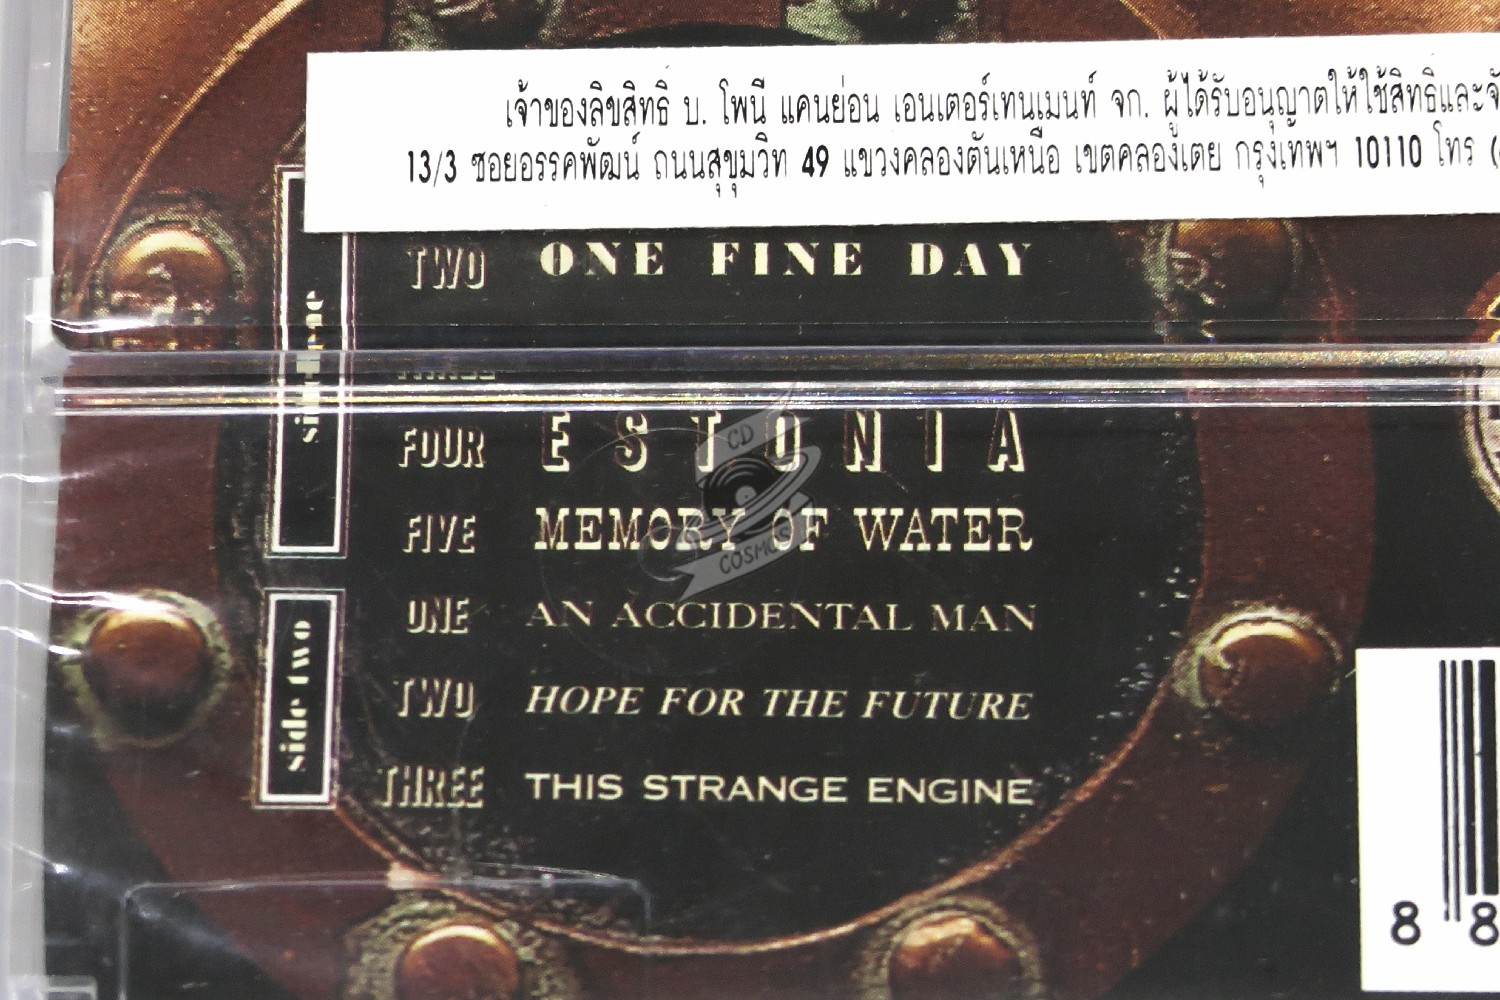 เจ้าของลิขสิทธิ์ บ. โพนี แคนย่อน เอนเตอร์เทนเมนท์ จก. ผู้ได้รับอนุญาตให้ใช้สิทธิและจั
13/3 ซอยอรรคพัฒน์ ถนนสุขุมวิท 49 แขวงคลองตันเหนือ เขตคลองเตย กรุงเทพฯ 10110 โทร (
TWO ONE FINE DAY
THREE
FOUR ESTONIA
FIVE MEMORY OF WATER
side two
ONE AN ACCIDENTAL MAN
TWO HOPE FOR THE FUTURE
THREE THIS STRANGE ENGINE
CD
COSMOS
8 8